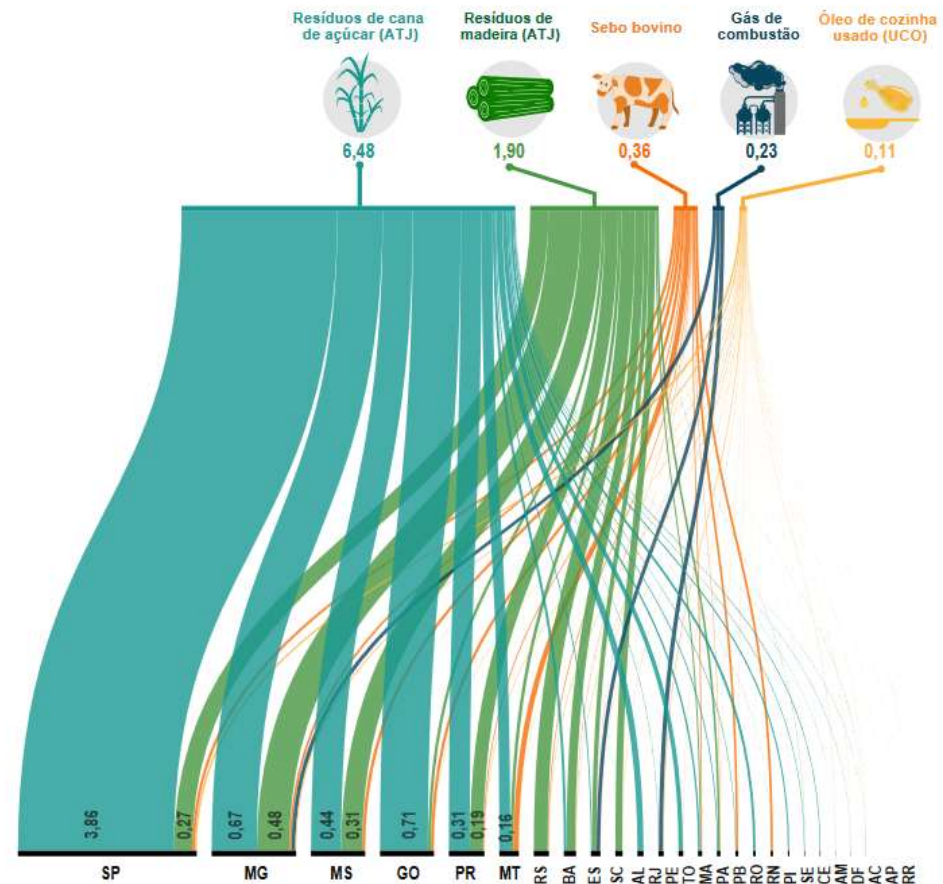 Resíduos de cana
de açúcar (ATJ)
Resíduos de
madeira (ATJ)
Sebo bovino
Gás de
combustão
Óleo de cozinha
usado (UCO)
6,48
1,90
0,36
0,23
0,11
3,86
0,27
0,67
0,48
0,44
0,31
0,71
0,31
0,19
0,16
SP
MG
MS
GO
PR
MT
RS
BA
ES
SC
AL
RJ
PE
TO
MA
PA
PB
RO
RN
PI
SE
CE
AM
DF
AC
AP
RR